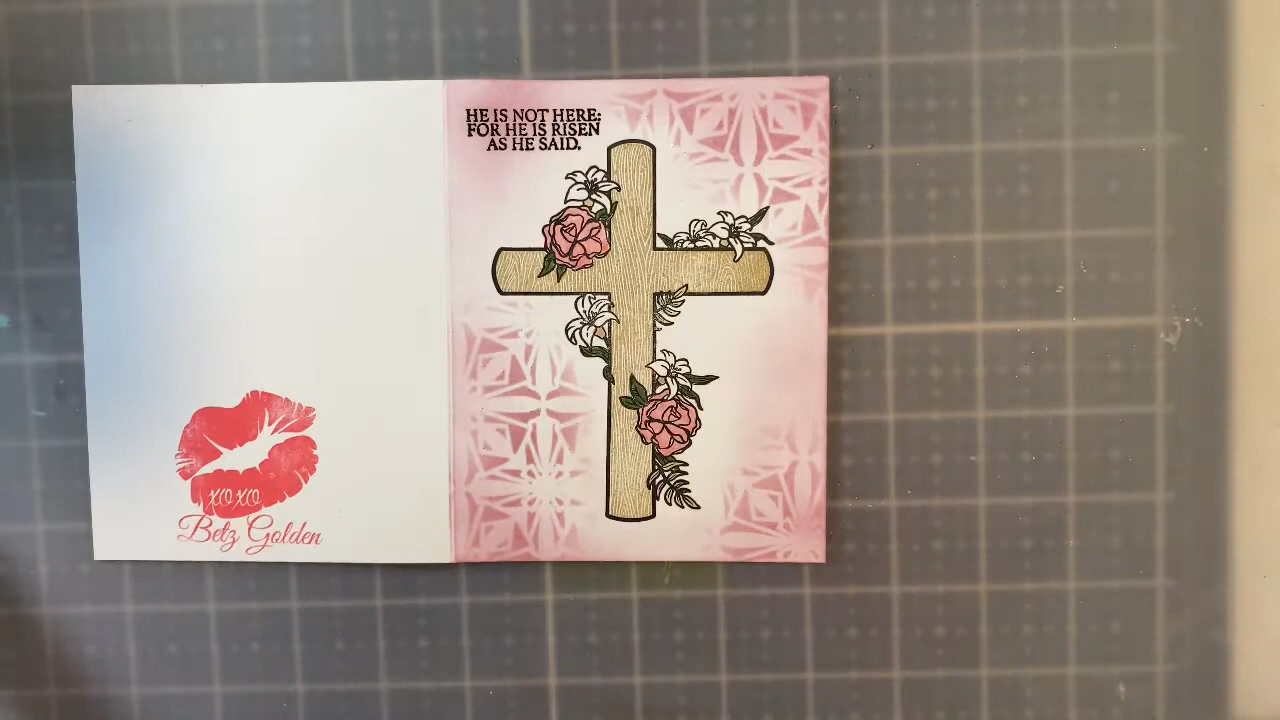 HE IS NOT HERE:
FOR HE IS RISEN
AS HE SAID.
xoxo
Betz Golden